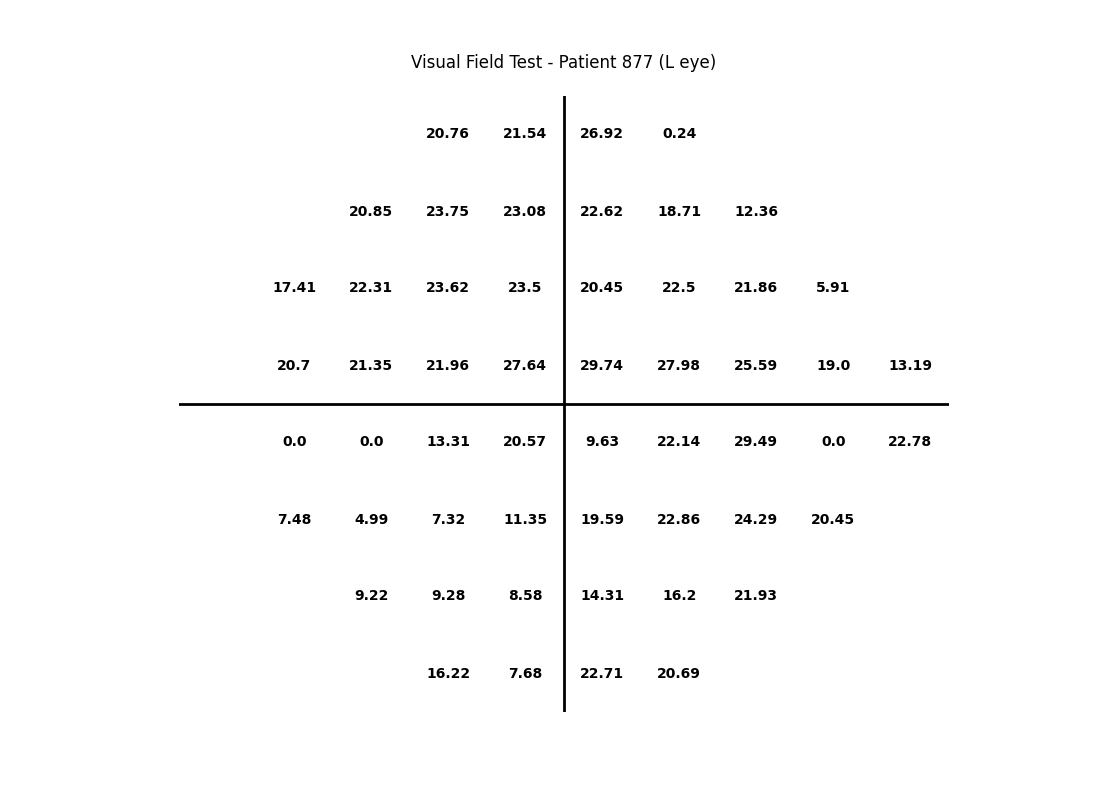 Visual Field Test - Patient 877 (L eye)
20.76 21.54 26.92 0.24
20.85 23.75 23.08 22.62 18.71 12.36
17.41 22.31 23.62 23.5 20.45 22.5 21.86 5.91
20.7 21.35 21.96 27.64 29.74 27.98 25.59 19.0 13.19
0.0 0.0 13.31 20.57 9.63 22.14 29.49 0.0 22.78
7.48 4.99 7.32 11.35 19.59 22.86 24.29 20.45
9.22 9.28 8.58 14.31 16.2 21.93
16.22 7.68 22.71 20.69